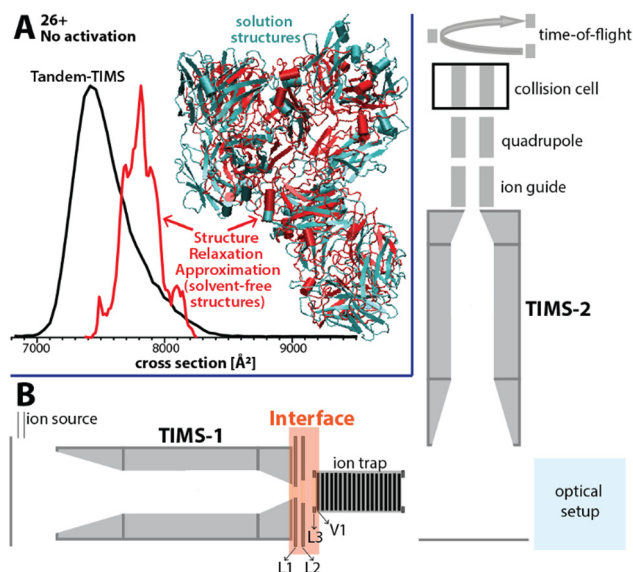 A
26+
No activation
Tandem-TIMS
solution
structures
Structure
Relaxation
Approximation
(solvent-free
structures)
7000
8000
9000
cross section [Å²]
time-of-flight
collision cell
quadrupole
ion guide
TIMS-2
B
ion source
TIMS-1
Interface
ion trap
V1
L3
L1
L2
optical
setup